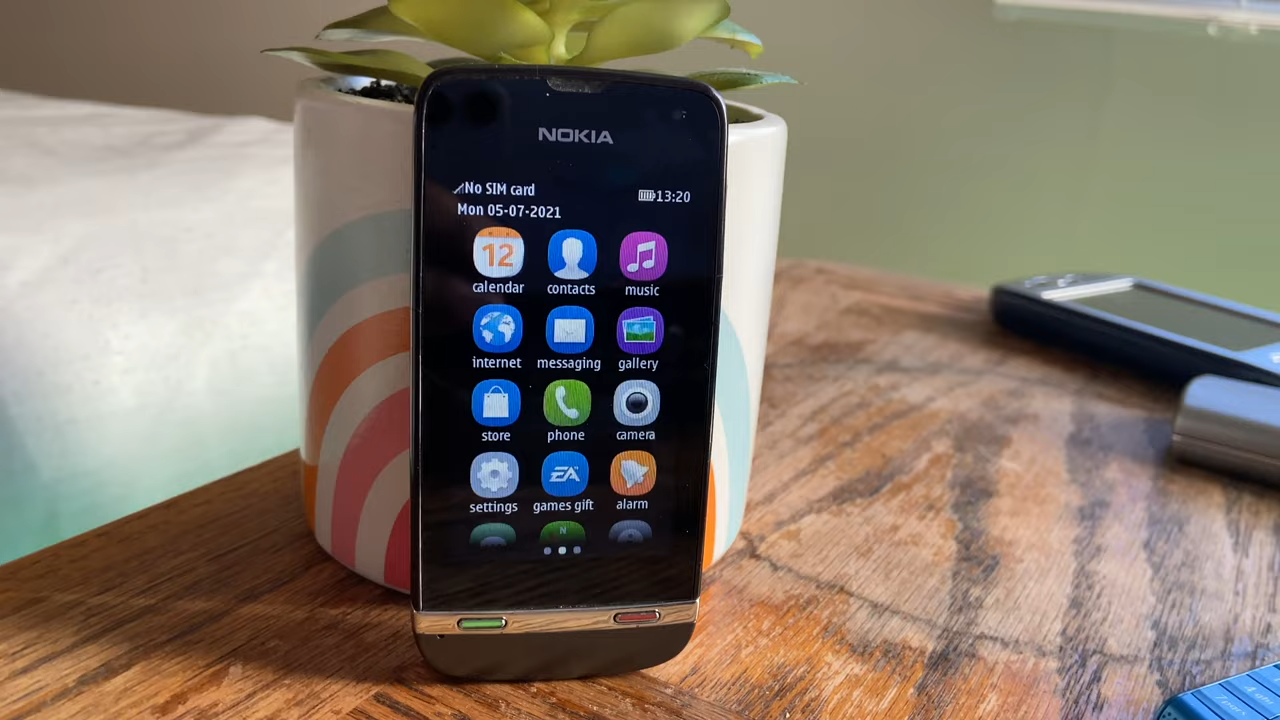 NOKIA
No SIM card 13:20
Mon 05-07-2021
12
calendar contacts music
internet messaging gallery
store phone camera
EA
settings games gift alarm
N